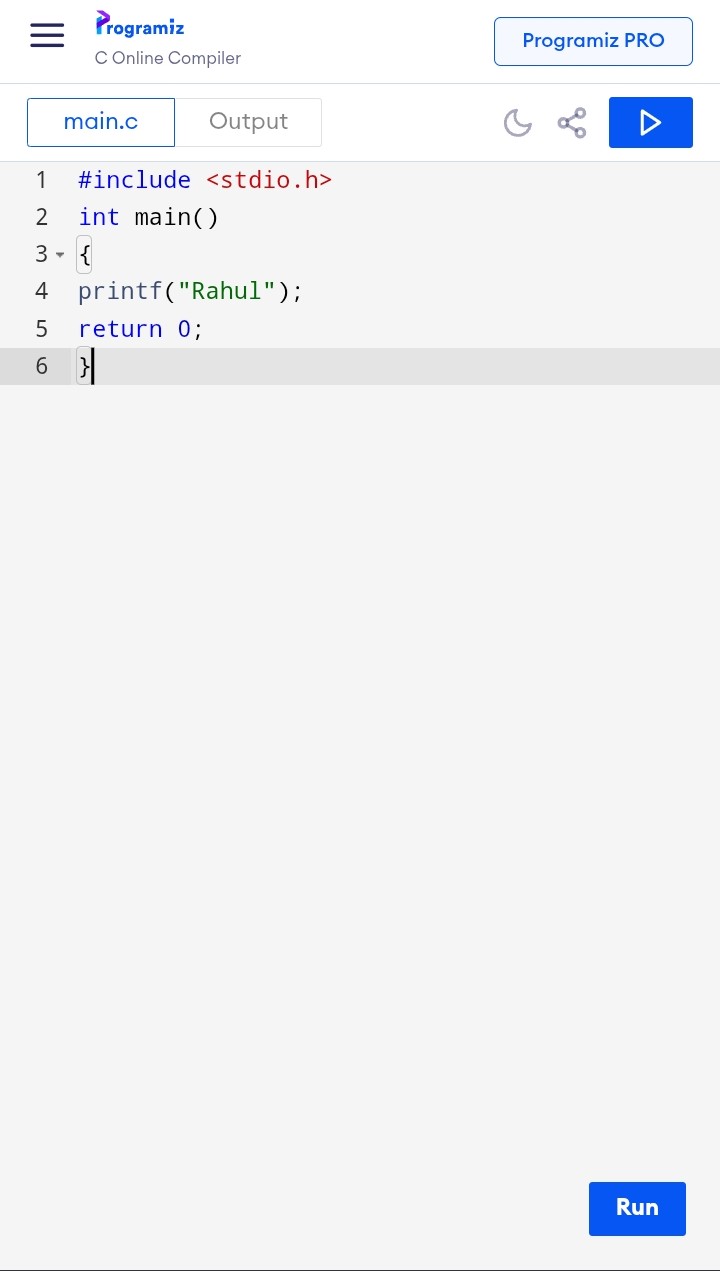 Programiz
C Online Compiler
Programiz PRO
main.c
Output
1 #include <stdio.h>
2 int main()
3 {
4 printf("Rahul");
5 return 0;
6 }
Run